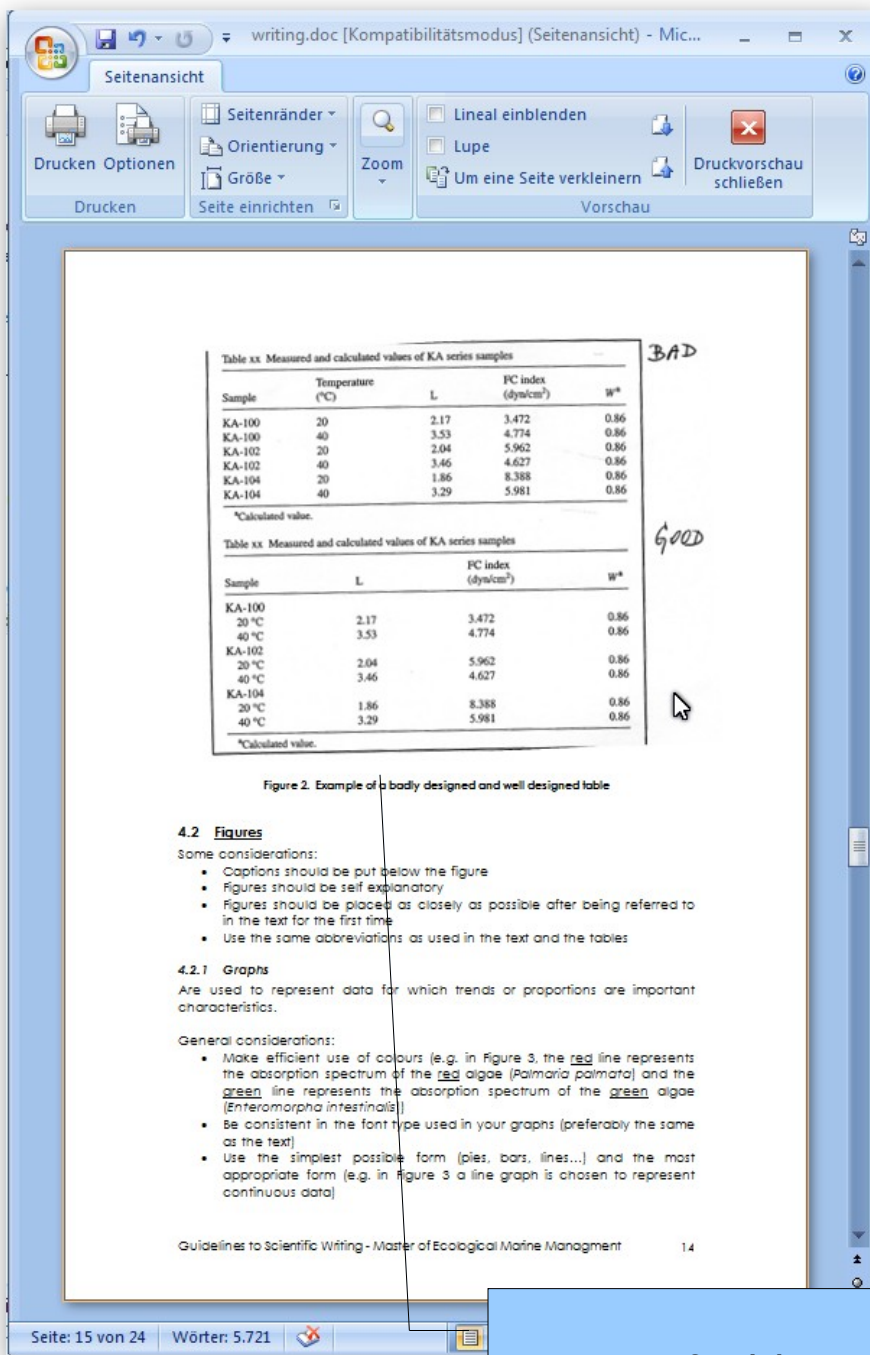 writing.doc [Kompatibilitätsmodus] (Seitenansicht) - Mic...
Seitenansicht
Drucken Optionen
Seitenränder
Orientierung
Größe
Zoom
Lineal einblenden
Lupe
Um eine Seite verkleinern
Druckvorschau
schließen
Drucken
Seite einrichten
Vorschau
BAD
Table xx Measured and calculated values of KA series samples
Temperature FC index
Sample (°C) L (dyn/cm²) Wª
KA-100 20 2.17 3.472 0.86
KA-100 40 3.53 4.774 0.86
KA-102 20 2.04 5.962 0.86
KA-102 40 3.46 4.627 0.86
KA-104 20 1.86 8.388 0.86
KA-104 40 3.29 5.981 0.86
ªCalculated value.
GOOD
Table xx Measured and calculated values of KA series samples
FC index
Sample L (dyn/cm²) Wª
KA-100
20 °C 2.17 3.472 0.86
40 °C 3.53 4.774 0.86
KA-102
20 °C 2.04 5.962 0.86
40 °C 3.46 4.627 0.86
KA-104
20 °C 1.86 8.388 0.86
40 °C 3.29 5.981 0.86
ªCalculated value.
Figure 2. Example of a badly designed and well designed table
4.2 Figures
Some considerations:
• Captions should be put below the figure
• Figures should be self explanatory
• Figures should be placed as closely as possible after being referred to
in the text for the first time
• Use the same abbreviations as used in the text and the tables
4.2.1 Graphs
Are used to represent data for which trends or proportions are important
characteristics.
General considerations:
• Make efficient use of colours (e.g. in Figure 3, the red line represents
the absorption spectrum of the red algae (Palmaria palmata) and the
green line represents the absorption spectrum of the green algae
(Enteromorpha intestinalis))
• Be consistent in the font type used in your graphs (preferably the same
as the text)
• Use the simplest possible form (pies, bars, lines...) and the most
appropriate form (e.g. in Figure 3 a line graph is chosen to represent
continuous data)
Guidelines to Scientific Writing - Master of Ecological Marine Managment 14
Seite: 15 von 24 Wörter: 5.721